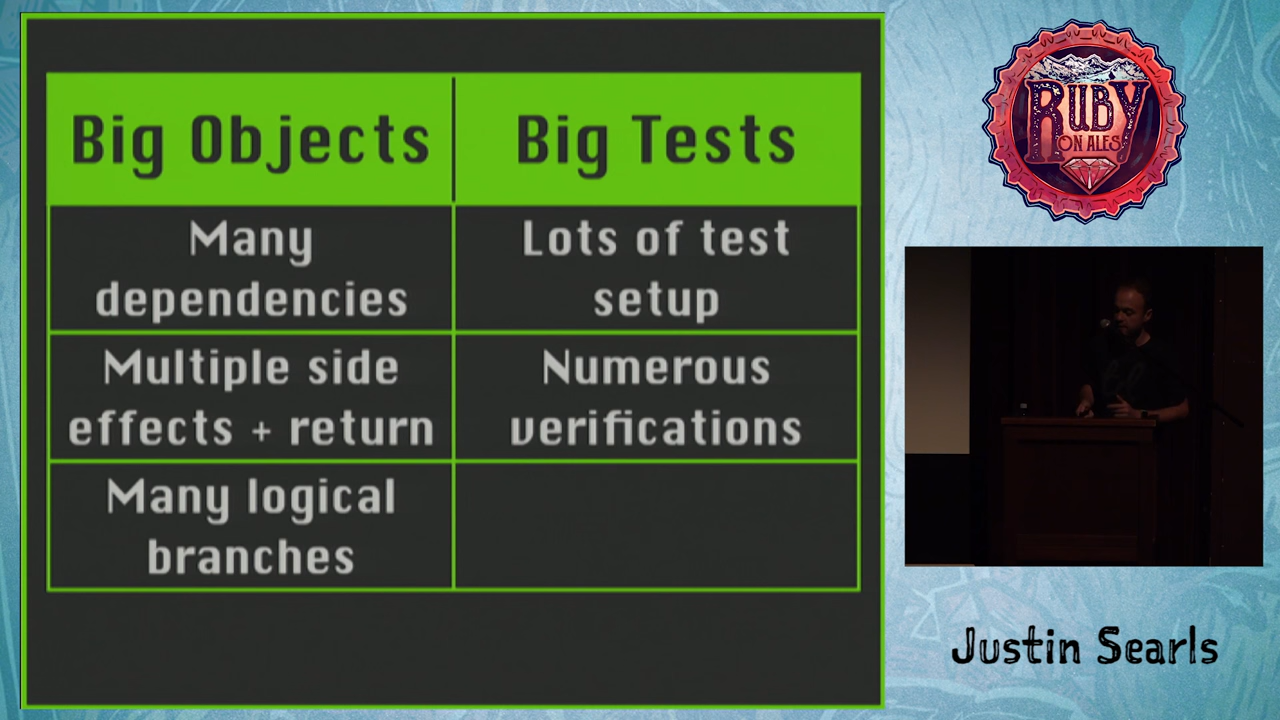 Big Objects
Big Tests
Many
dependencies
Lots of test
setup
Multiple side
effects + return
Numerous
verifications
Many logical
branches
RUBY
ON ALES
Justin Searls